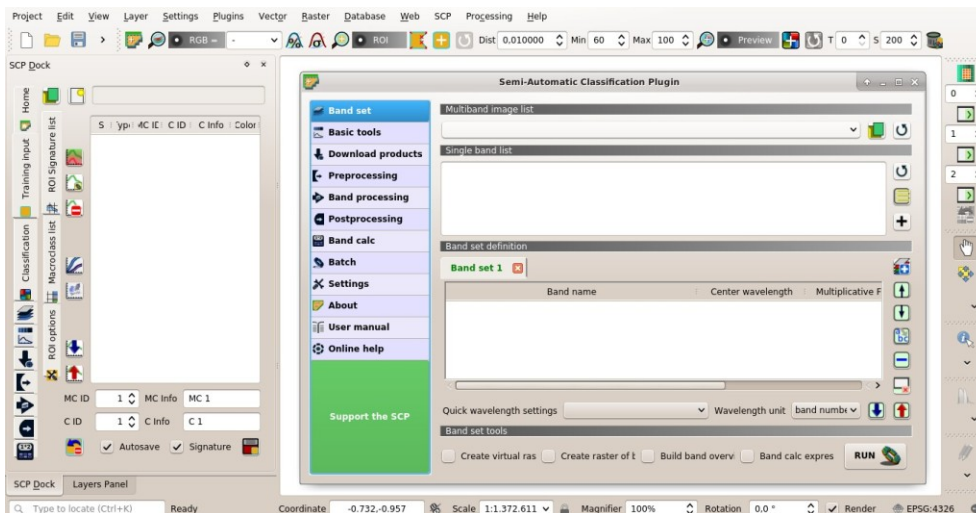 Project Edit View Layer Settings Plugins Vector Raster Database Web SCP Processing Help
RGB = - ROI Dist 0,010000 Min 60 Max 100 Preview T 0 S 200
SCP Dock
Semi-Automatic Classification Plugin
Home
Training input
Classification
ROI Signature list
Macroclass list
ROI options
S Typ MC ID C ID C Info Color
MC ID 1 MC Info MC 1
C ID 1 C Info C 1
Autosave Signature
SCP Dock Layers Panel
Band set
Basic tools
Download products
Preprocessing
Band processing
Postprocessing
Band calc
Batch
Settings
About
User manual
Online help
Support the SCP
Multiband image list
Single band list
Band set definition
Band set 1
Band name Center wavelength Multiplicative F
Quick wavelength settings Wavelength unit band numbe
Band set tools
Create virtual ras Create raster of b Build band overvi Band calc expres RUN
0
1
2
Type to locate (Ctrl+K) Ready Coordinate -0.732,-0.957 Scale 1:1.372.611 Magnifier 100% Rotation 0,0 ° Render EPSG:4326